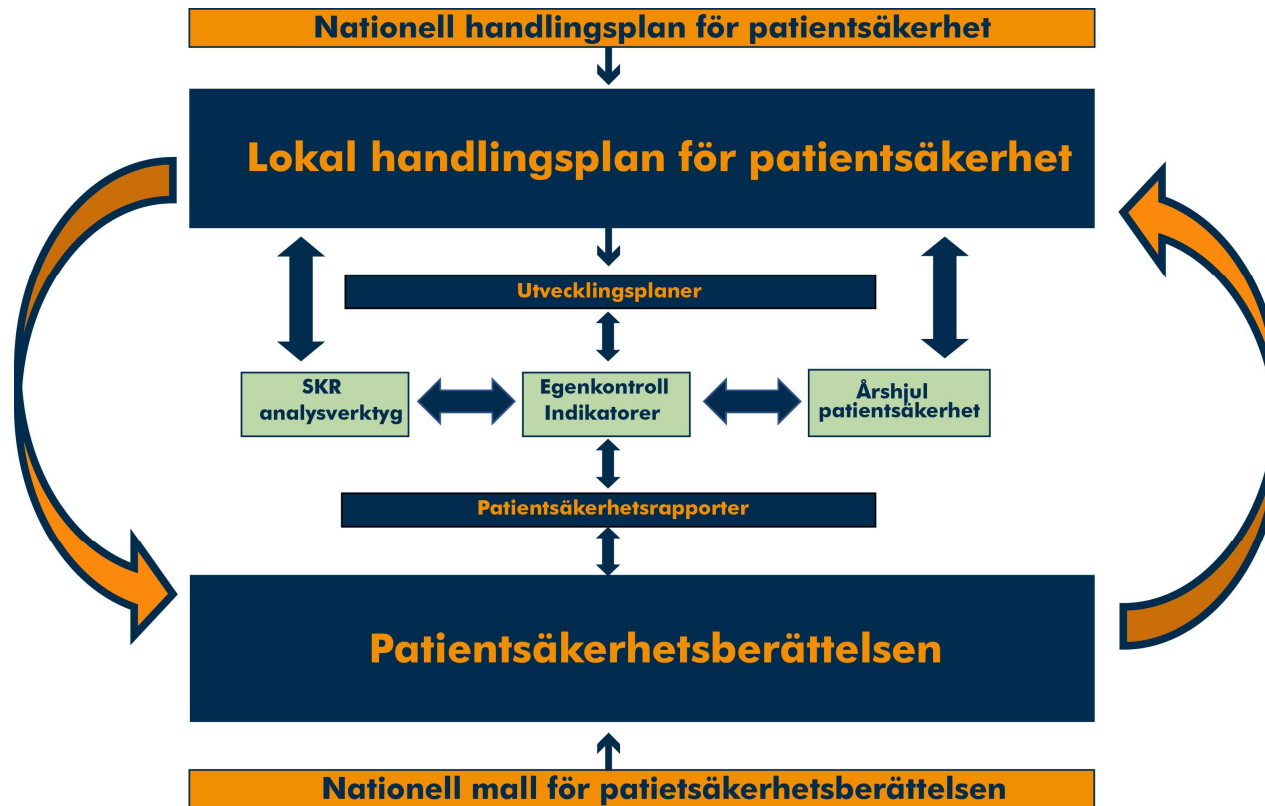 Nationell handlingsplan för patientsäkerhet
Lokal handlingsplan för patientsäkerhet
Utvecklingsplaner
SKR
analysverktyg
Egenkontroll
Indikatorer
Årshjul
patientsäkerhet
Patientsäkerhetsrapporter
Patientsäkerhetsberättelsen
Nationell mall för patietsäkerhetsberättelsen